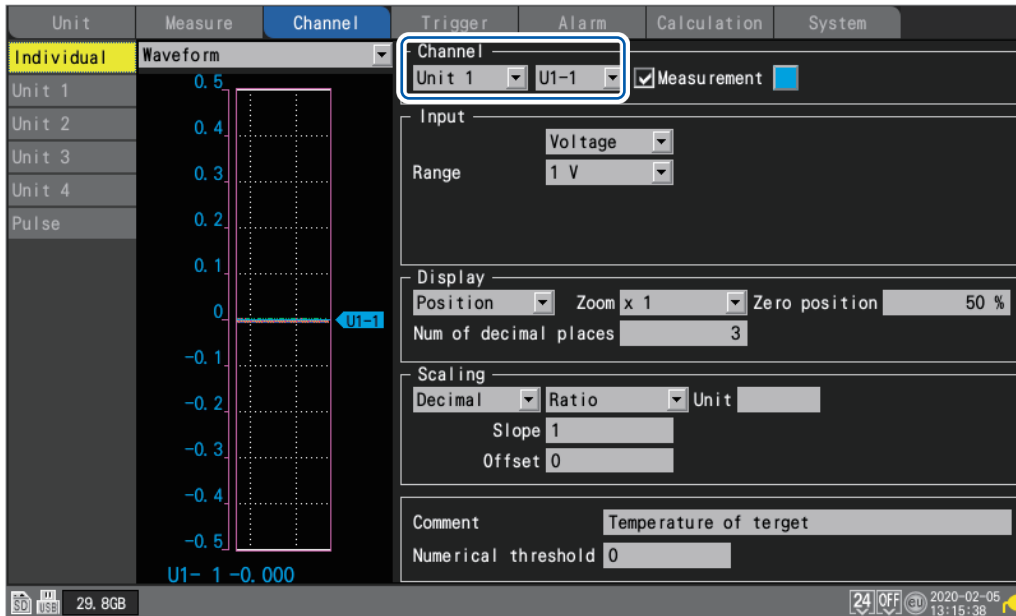 Unit Measure Channel Trigger Alarm Calculation System
Individual
Unit 1
Unit 2
Unit 3
Unit 4
Pulse
Waveform
0.5
0.4
0.3
0.2
0.1
0
-0.1
-0.2
-0.3
-0.4
-0.5
U1-1
U1- 1 -0.000
Channel
Unit 1 U1-1 Measurement
Input
Voltage
Range 1 V
Display
Position Zoom x 1 Zero position 50 %
Num of decimal places 3
Scaling
Decimal Ratio Unit
Slope 1
Offset 0
Comment Temperature of terget
Numerical threshold 0
SD USB 29.8GB 24 OFF eu 2020-02-05
13:15:38